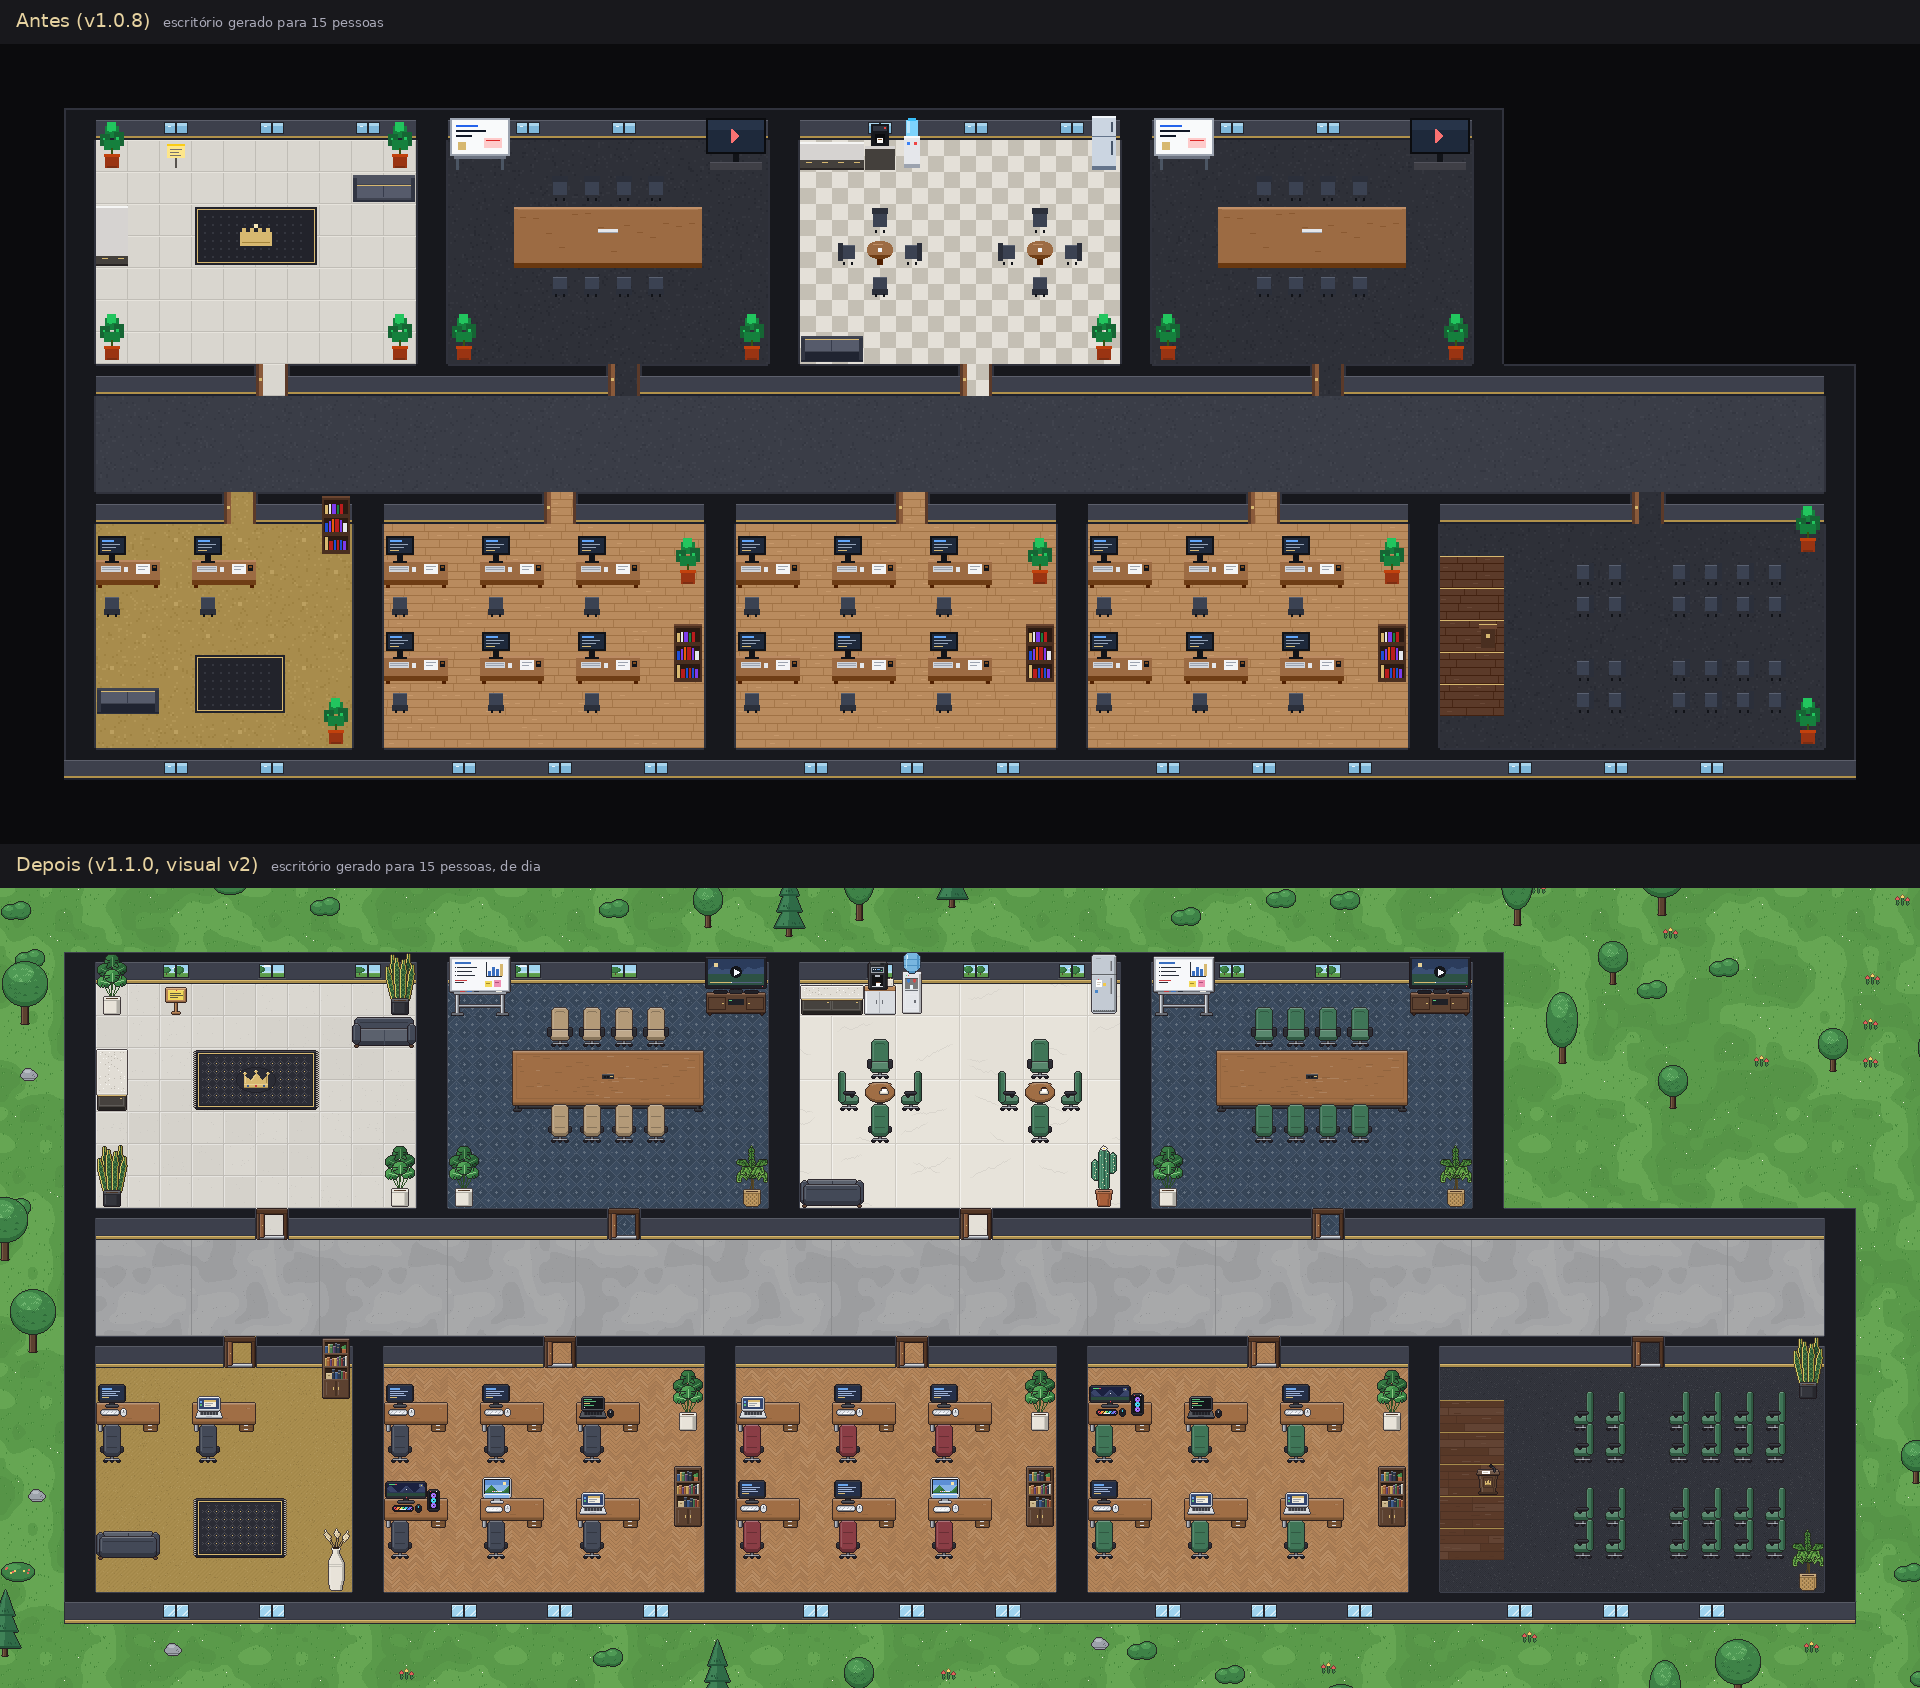 Antes (v1.0.8) escritório gerado para 15 pessoas
Depois (v1.1.0, visual v2) escritório gerado para 15 pessoas, de dia